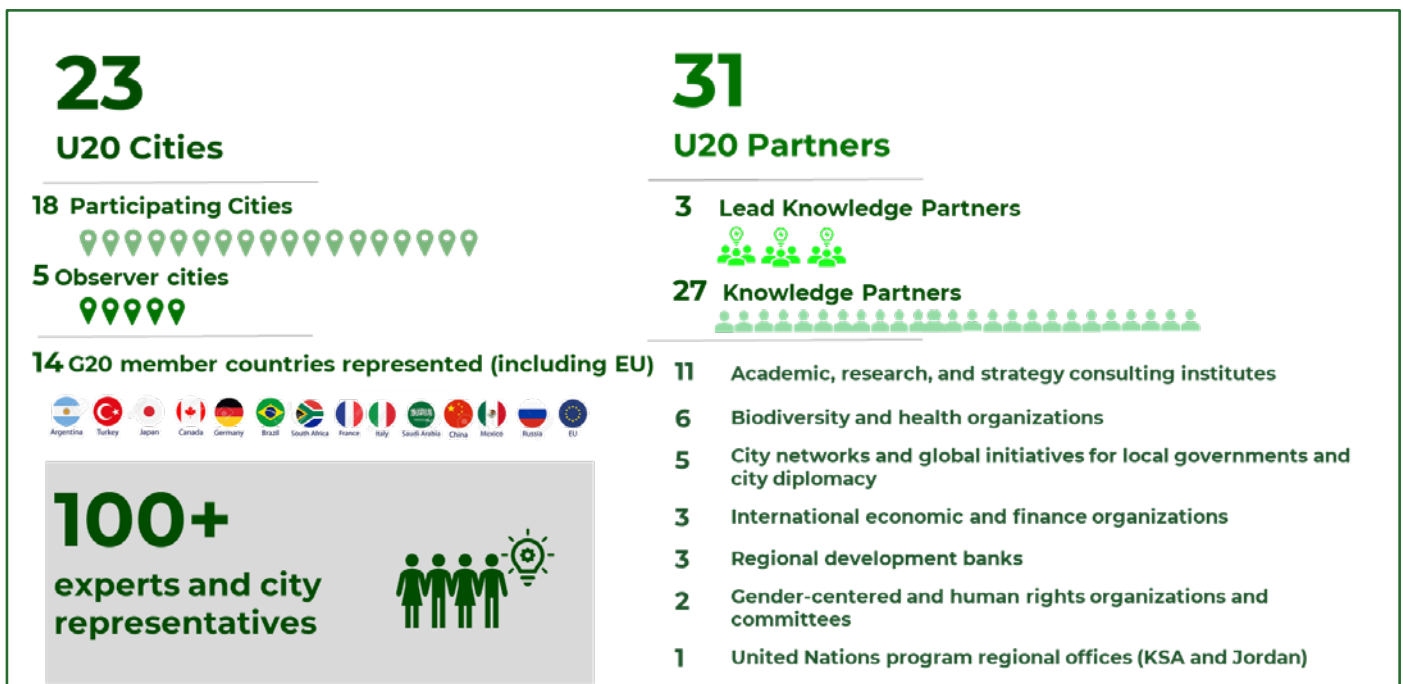 23
U20 Cities
18 Participating Cities
5 Observer cities
14 G20 member countries represented (including EU)
Argentina Turkey Japan Canada Germany Brazil South Africa France Italy Saudi Arabia China Mexico Russia EU
100+
experts and city
representatives
31
U20 Partners
3 Lead Knowledge Partners
27 Knowledge Partners
11 Academic, research, and strategy consulting institutes
6 Biodiversity and health organizations
5 City networks and global initiatives for local governments and
city diplomacy
3 International economic and finance organizations
3 Regional development banks
2 Gender-centered and human rights organizations and
committees
1 United Nations program regional offices (KSA and Jordan)